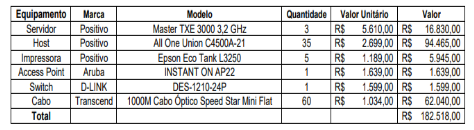 Equipamento Marca Modelo Quantidade Valor Unitário Valor
Servidor Positivo Master TXE 3000 3,2 GHz 3 R$ 5.610,00 R$ 16.830,00
Host Positivo All One Union C4500A-21 35 R$ 2.699,00 R$ 94.465,00
Impressora Positivo Epson Eco Tank L3250 5 R$ 1.189,00 R$ 5.945,00
Access Point Aruba INSTANT ON AP22 1 R$ 1.639,00 R$ 1.639,00
Switch D-LINK DES-1210-24P 1 R$ 1.599,00 R$ 1.599,00
Cabo Transcend 1000M Cabo Óptico Speed Star Mini Flat 60 R$ 1.034,00 R$ 62.040,00
Total R$ 182.518,00